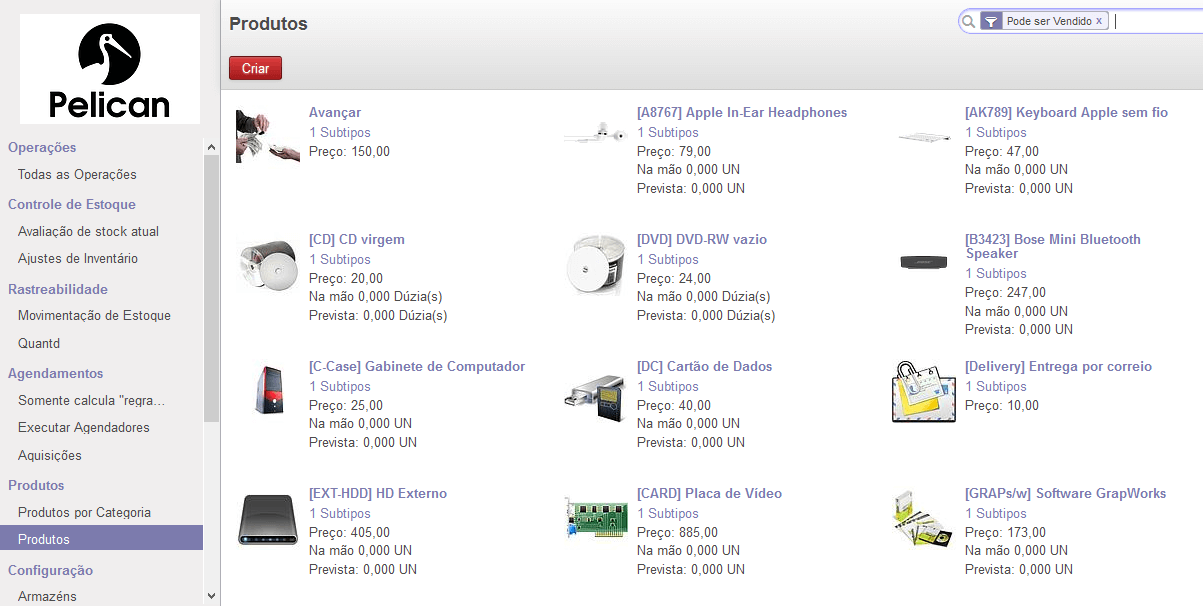 Pelican
Operações
Todas as Operações
Controle de Estoque
Avaliação de stock atual
Ajustes de Inventário
Rastreabilidade
Movimentação de Estoque
Quantd
Agendamentos
Somente calcula "regra...
Executar Agendadores
Aquisições
Produtos
Produtos por Categoria
Produtos
Configuração
Armazéns
Produtos
Pode ser Vendido x
Criar
Avançar
1 Subtipos
Preço: 150,00
[A8767] Apple In-Ear Headphones
1 Subtipos
Preço: 79,00
Na mão 0,000 UN
Prevista: 0,000 UN
[AK789] Keyboard Apple sem fio
1 Subtipos
Preço: 47,00
Na mão 0,000 UN
Prevista: 0,000 UN
[CD] CD virgem
1 Subtipos
Preço: 20,00
Na mão 0,000 Dúzia(s)
Prevista: 0,000 Dúzia(s)
[DVD] DVD-RW vazio
1 Subtipos
Preço: 24,00
Na mão 0,000 Dúzia(s)
Prevista: 0,000 Dúzia(s)
[B3423] Bose Mini Bluetooth
Speaker
1 Subtipos
Preço: 247,00
Na mão 0,000 UN
Prevista: 0,000 UN
[C-Case] Gabinete de Computador
1 Subtipos
Preço: 25,00
Na mão 0,000 UN
Prevista: 0,000 UN
[DC] Cartão de Dados
1 Subtipos
Preço: 40,00
Na mão 0,000 UN
Prevista: 0,000 UN
[Delivery] Entrega por correio
1 Subtipos
Preço: 10,00
[EXT-HDD] HD Externo
1 Subtipos
Preço: 405,00
Na mão 0,000 UN
Prevista: 0,000 UN
[CARD] Placa de Vídeo
1 Subtipos
Preço: 885,00
Na mão 0,000 UN
Prevista: 0,000 UN
[GRAPs/w] Software GrapWorks
1 Subtipos
Preço: 173,00
Na mão 0,000 UN
Prevista: 0,000 UN